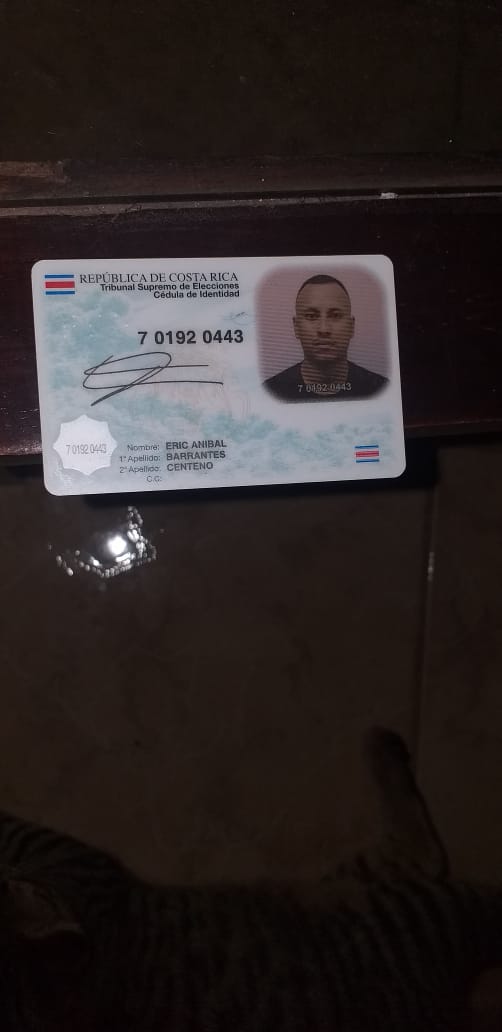 REPÚBLICA DE COSTA RICA
Tribunal Supremo de Elecciones
Cédula de Identidad
7 0192 0443
7 0192 0443
7 0192 0443
Nombre: ERIC ANIBAL
1° Apellido: BARRANTES
2° Apellido: CENTENO
C.C: